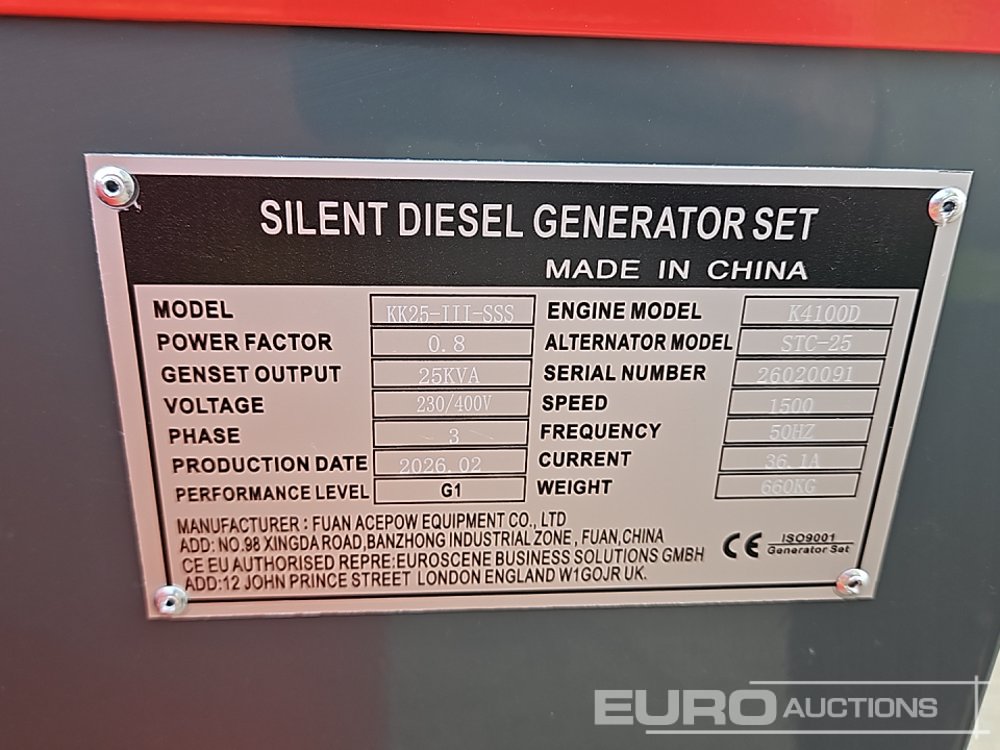 SILENT DIESEL GENERATOR SET
MADE IN CHINA
MODEL KK25-III-SSS ENGINE MODEL K4100D
POWER FACTOR 0.8 ALTERNATOR MODEL STC-25
GENSET OUTPUT 25KVA SERIAL NUMBER 26020091
VOLTAGE 230/400V SPEED 1500
PHASE 3 FREQUENCY 50HZ
PRODUCTION DATE 2026.02 CURRENT 36.1A
PERFORMANCE LEVEL G1 WEIGHT 660KG
MANUFACTURER: FUAN ACEPOW EQUIPMENT CO., LTD
ADD: NO.98 XINGDA ROAD,BANZHONG INDUSTRIAL ZONE, FUAN,CHINA
CE EU AUTHORISED REPRE:EUROSCENE BUSINESS SOLUTIONS GMBH
ADD:12 JOHN PRINCE STREET LONDON ENGLAND W1GOJR UK.
CE ISO9001
Generator Set
EURO AUCTIONS